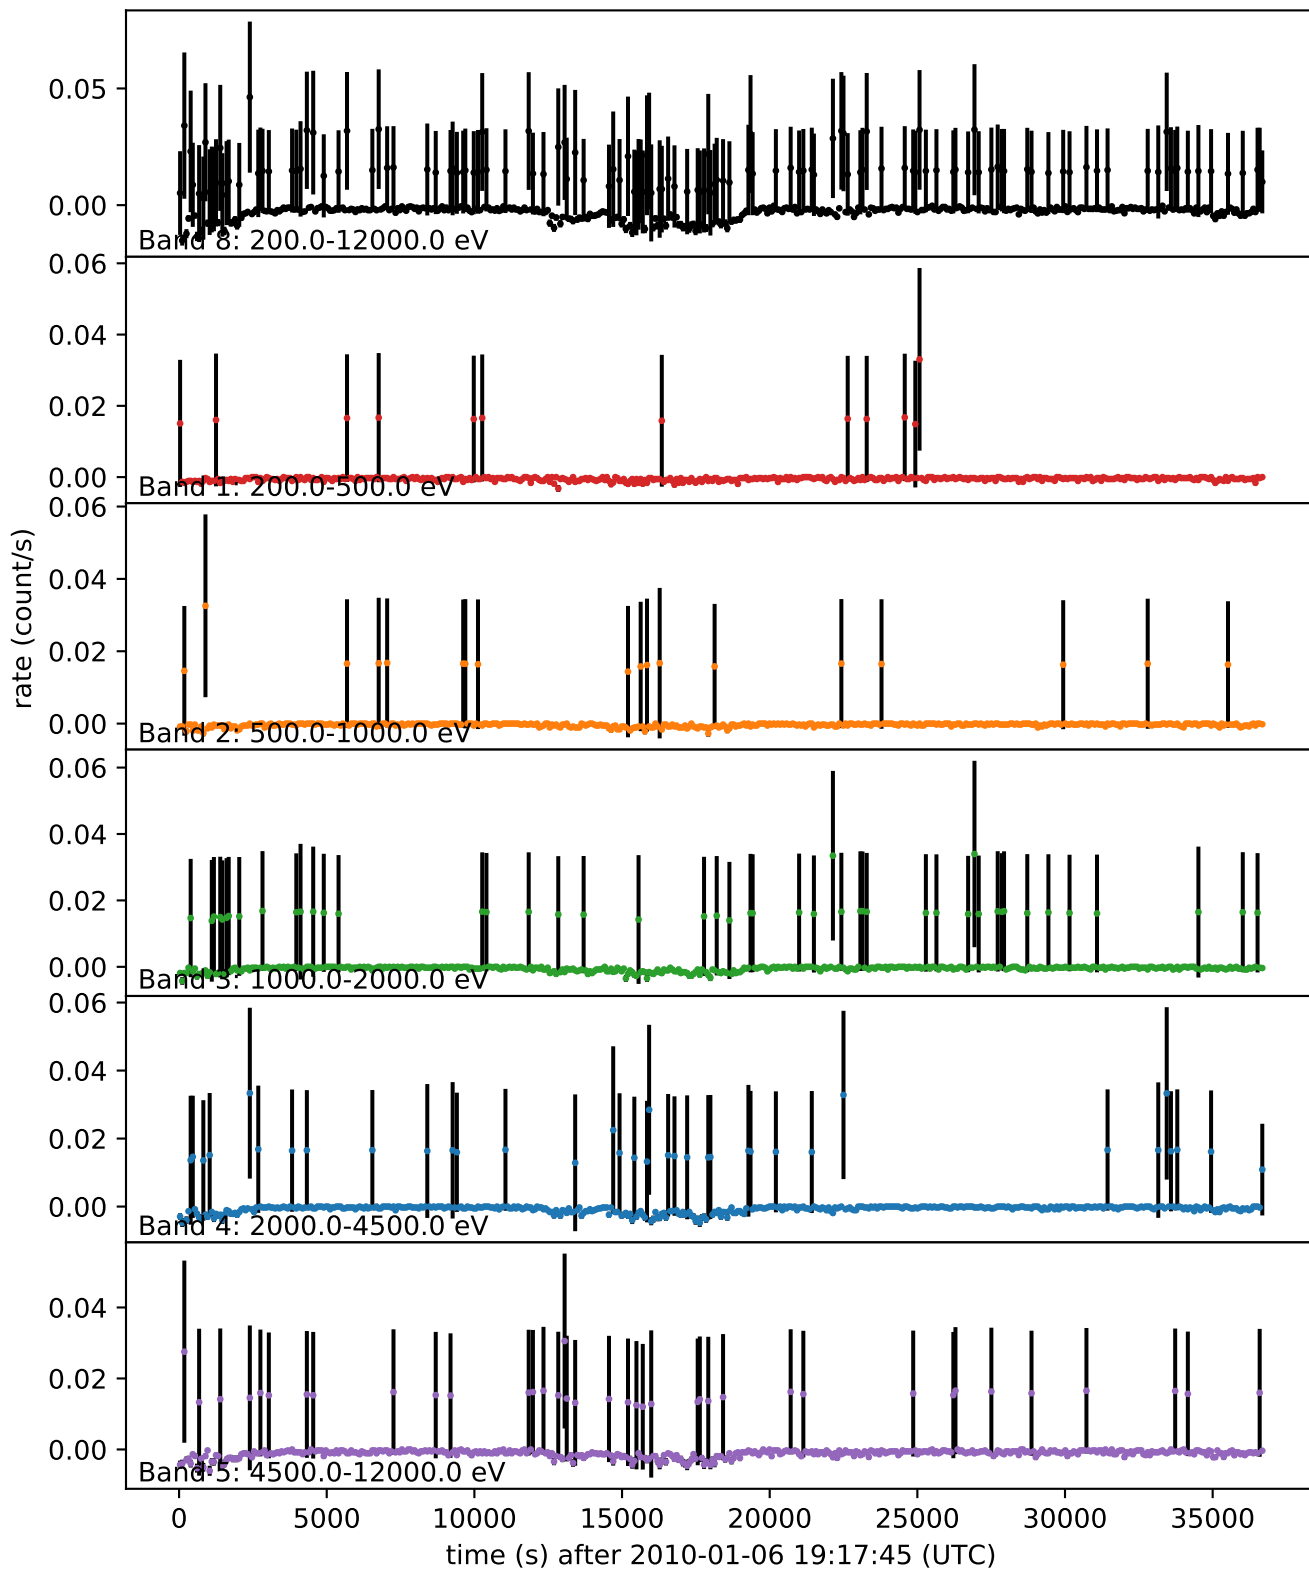 0.05
0.00
Band 8: 200.0-12000.0 eV
0.06
0.04
0.02
0.00
Band 1: 200.0-500.0 eV
0.06
0.04
0.02
0.00
Band 2: 500.0-1000.0 eV
rate (count/s)
0.06
0.04
0.02
0.00
Band 3: 1000.0-2000.0 eV
0.06
0.04
0.02
0.00
Band 4: 2000.0-4500.0 eV
0.04
0.02
0.00
Band 5: 4500.0-12000.0 eV
0 5000 10000 15000 20000 25000 30000 35000
time (s) after 2010-01-06 19:17:45 (UTC)